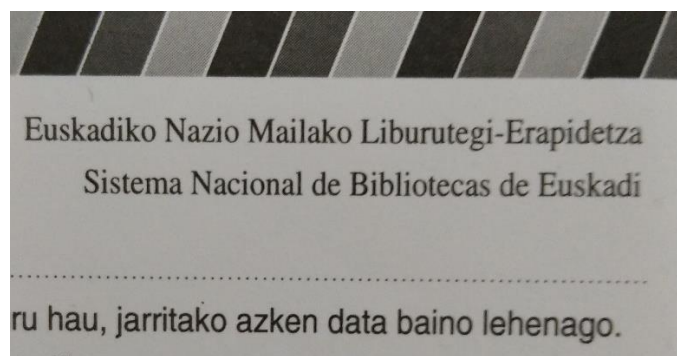 Euskadiko Nazio Mailako Liburutegi-Erapidetza
Sistema Nacional de Bibliotecas de Euskadi
ru hau, jarritako azken data baino lehenago.